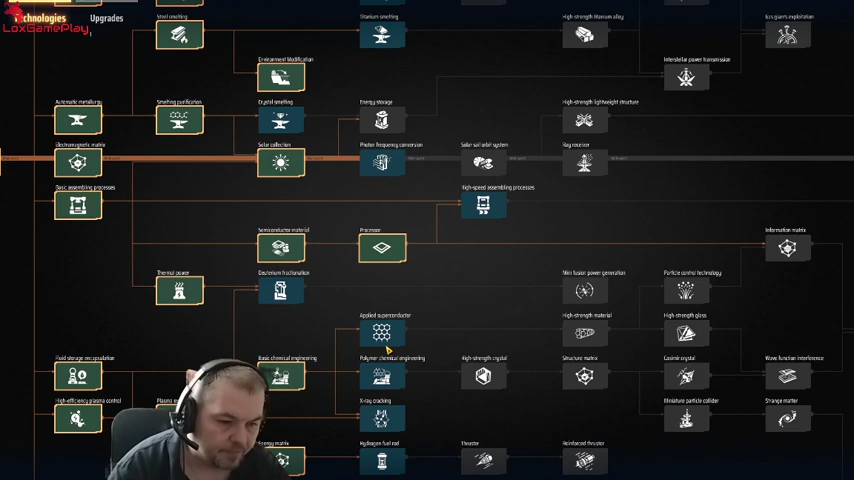 Technologies Upgrades
LoxGamePlay
Steel smelting
Titanium smelting
High-strength titanium alloy
Gas giants exploitation
Environment Modification
Interstellar power transmission
Automatic metallurgy
Smelting purification
Crystal smelting
Energy storage
High-strength lightweight structure
Electromagnetic matrix
Solar collection
Photon frequency conversion
Solar sail orbit system
Ray receiver
Basic assembling processes
High-speed assembling processes
Semiconductor material
Processor
Information matrix
Thermal power
Deuterium fractionation
Mini fusion power generation
Particle control technology
Applied superconductor
High-strength material
High-strength glass
Fluid storage encapsulation
Basic chemical engineering
Polymer chemical engineering
High-strength crystal
Structure matrix
Casimir crystal
Wave function interference
High-efficiency plasma control
X-ray cracking
Miniature particle collider
Strange matter
Energy matrix
Hydrogen fuel rod
Thruster
Reinforced thruster